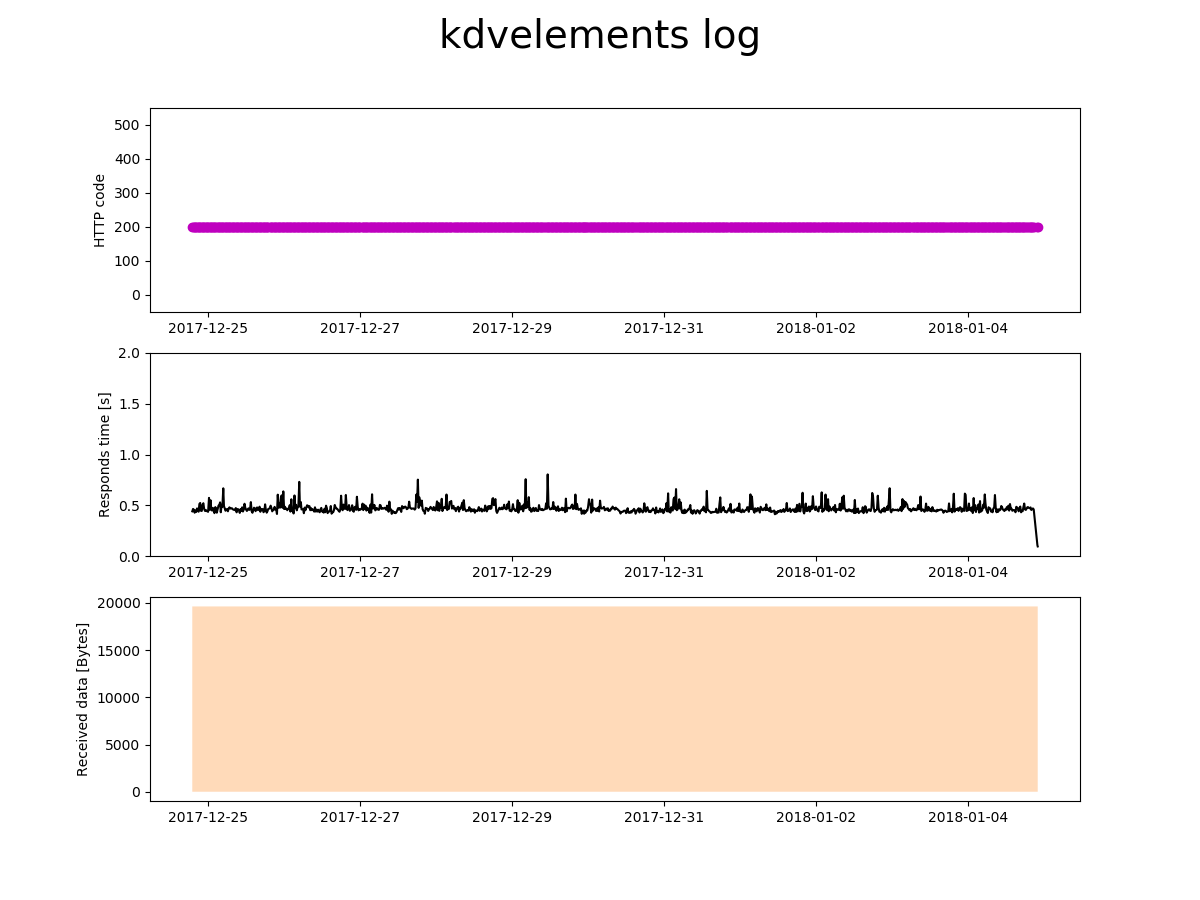 kdvelements log
HTTP code
500
400
300
200
100
0
2017-12-25 2017-12-27 2017-12-29 2017-12-31 2018-01-02 2018-01-04
Responds time [s]
2.0
1.5
1.0
0.5
0.0
2017-12-25 2017-12-27 2017-12-29 2017-12-31 2018-01-02 2018-01-04
Received data [Bytes]
20000
15000
10000
5000
0
2017-12-25 2017-12-27 2017-12-29 2017-12-31 2018-01-02 2018-01-04